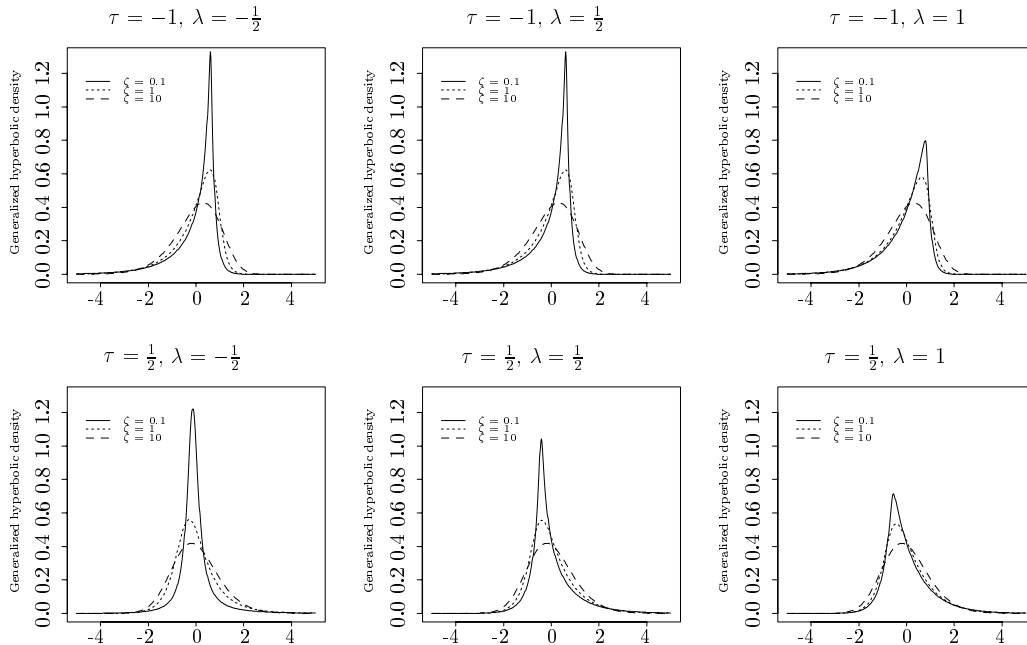 τ = −1, λ = −1/2
Generalized hyperbolic density
0.0 0.2 0.4 0.6 0.8 1.0 1.2
ζ = 0.1
ζ = 1
ζ = 10
-4 -2 0 2 4
τ = −1, λ = 1/2
Generalized hyperbolic density
0.0 0.2 0.4 0.6 0.8 1.0 1.2
ζ = 0.1
ζ = 1
ζ = 10
-4 -2 0 2 4
τ = −1, λ = 1
Generalized hyperbolic density
0.0 0.2 0.4 0.6 0.8 1.0 1.2
ζ = 0.1
ζ = 1
ζ = 10
-4 -2 0 2 4
τ = 1/2, λ = −1/2
Generalized hyperbolic density
0.0 0.2 0.4 0.6 0.8 1.0 1.2
ζ = 0.1
ζ = 1
ζ = 10
-4 -2 0 2 4
τ = 1/2, λ = 1/2
Generalized hyperbolic density
0.0 0.2 0.4 0.6 0.8 1.0 1.2
ζ = 0.1
ζ = 1
ζ = 10
-4 -2 0 2 4
τ = 1/2, λ = 1
Generalized hyperbolic density
0.0 0.2 0.4 0.6 0.8 1.0 1.2
ζ = 0.1
ζ = 1
ζ = 10
-4 -2 0 2 4